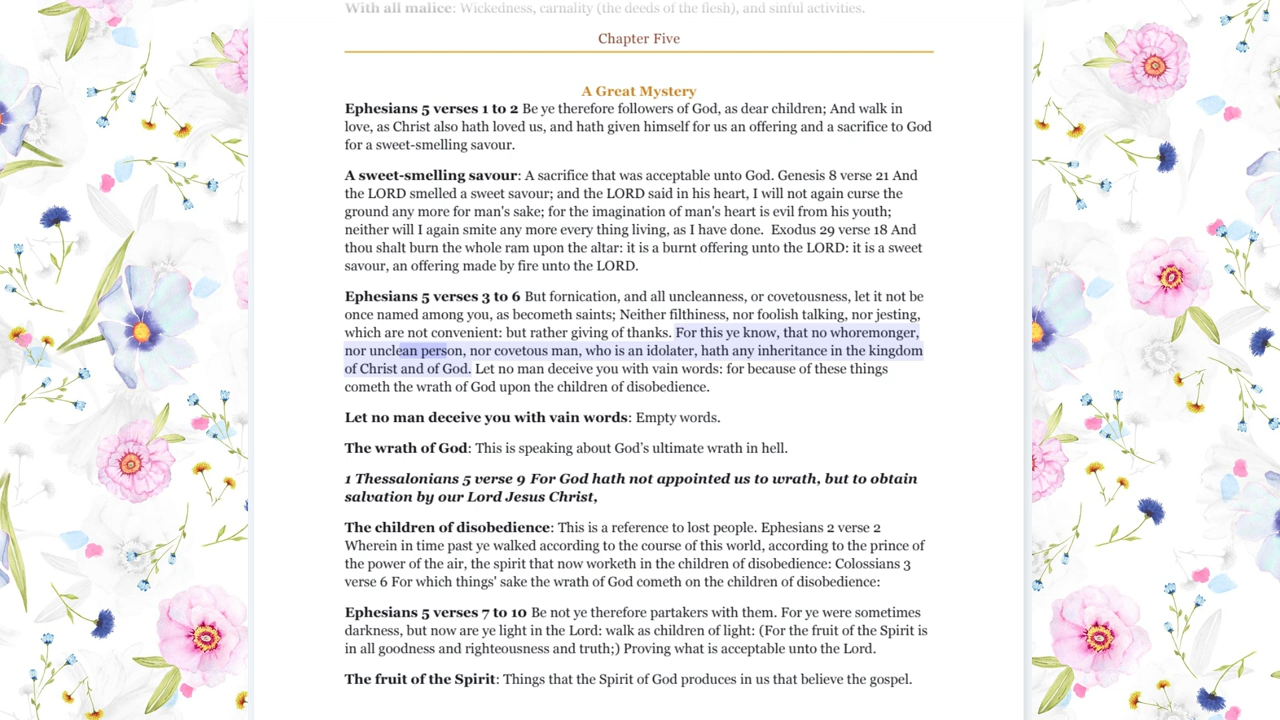 With all malice: Wickedness, carnality (the deeds of the flesh), and sinful activities.
Chapter Five
A Great Mystery
Ephesians 5 verses 1 to 2 Be ye therefore followers of God, as dear children; And walk in
love, as Christ also hath loved us, and hath given himself for us an offering and a sacrifice to God
for a sweet-smelling savour.
A sweet-smelling savour: A sacrifice that was acceptable unto God. Genesis 8 verse 21 And
the LORD smelled a sweet savour; and the LORD said in his heart, I will not again curse the
ground any more for man's sake; for the imagination of man's heart is evil from his youth;
neither will I again smite any more every thing living, as I have done.  Exodus 29 verse 18 And
thou shalt burn the whole ram upon the altar: it is a burnt offering unto the LORD: it is a sweet
savour, an offering made by fire unto the LORD.
Ephesians 5 verses 3 to 6 But fornication, and all uncleanness, or covetousness, let it not be
once named among you, as becometh saints; Neither filthiness, nor foolish talking, nor jesting,
which are not convenient: but rather giving of thanks. For this ye know, that no whoremonger,
nor unclean person, nor covetous man, who is an idolater, hath any inheritance in the kingdom
of Christ and of God. Let no man deceive you with vain words: for because of these things
cometh the wrath of God upon the children of disobedience.
Let no man deceive you with vain words: Empty words.
The wrath of God: This is speaking about God’s ultimate wrath in hell.
1 Thessalonians 5 verse 9 For God hath not appointed us to wrath, but to obtain
salvation by our Lord Jesus Christ,
The children of disobedience: This is a reference to lost people. Ephesians 2 verse 2
Wherein in time past ye walked according to the course of this world, according to the prince of
the power of the air, the spirit that now worketh in the children of disobedience: Colossians 3
verse 6 For which things' sake the wrath of God cometh on the children of disobedience:
Ephesians 5 verses 7 to 10 Be not ye therefore partakers with them. For ye were sometimes
darkness, but now are ye light in the Lord: walk as children of light: (For the fruit of the Spirit is
in all goodness and righteousness and truth;) Proving what is acceptable unto the Lord.
The fruit of the Spirit: Things that the Spirit of God produces in us that believe the gospel.